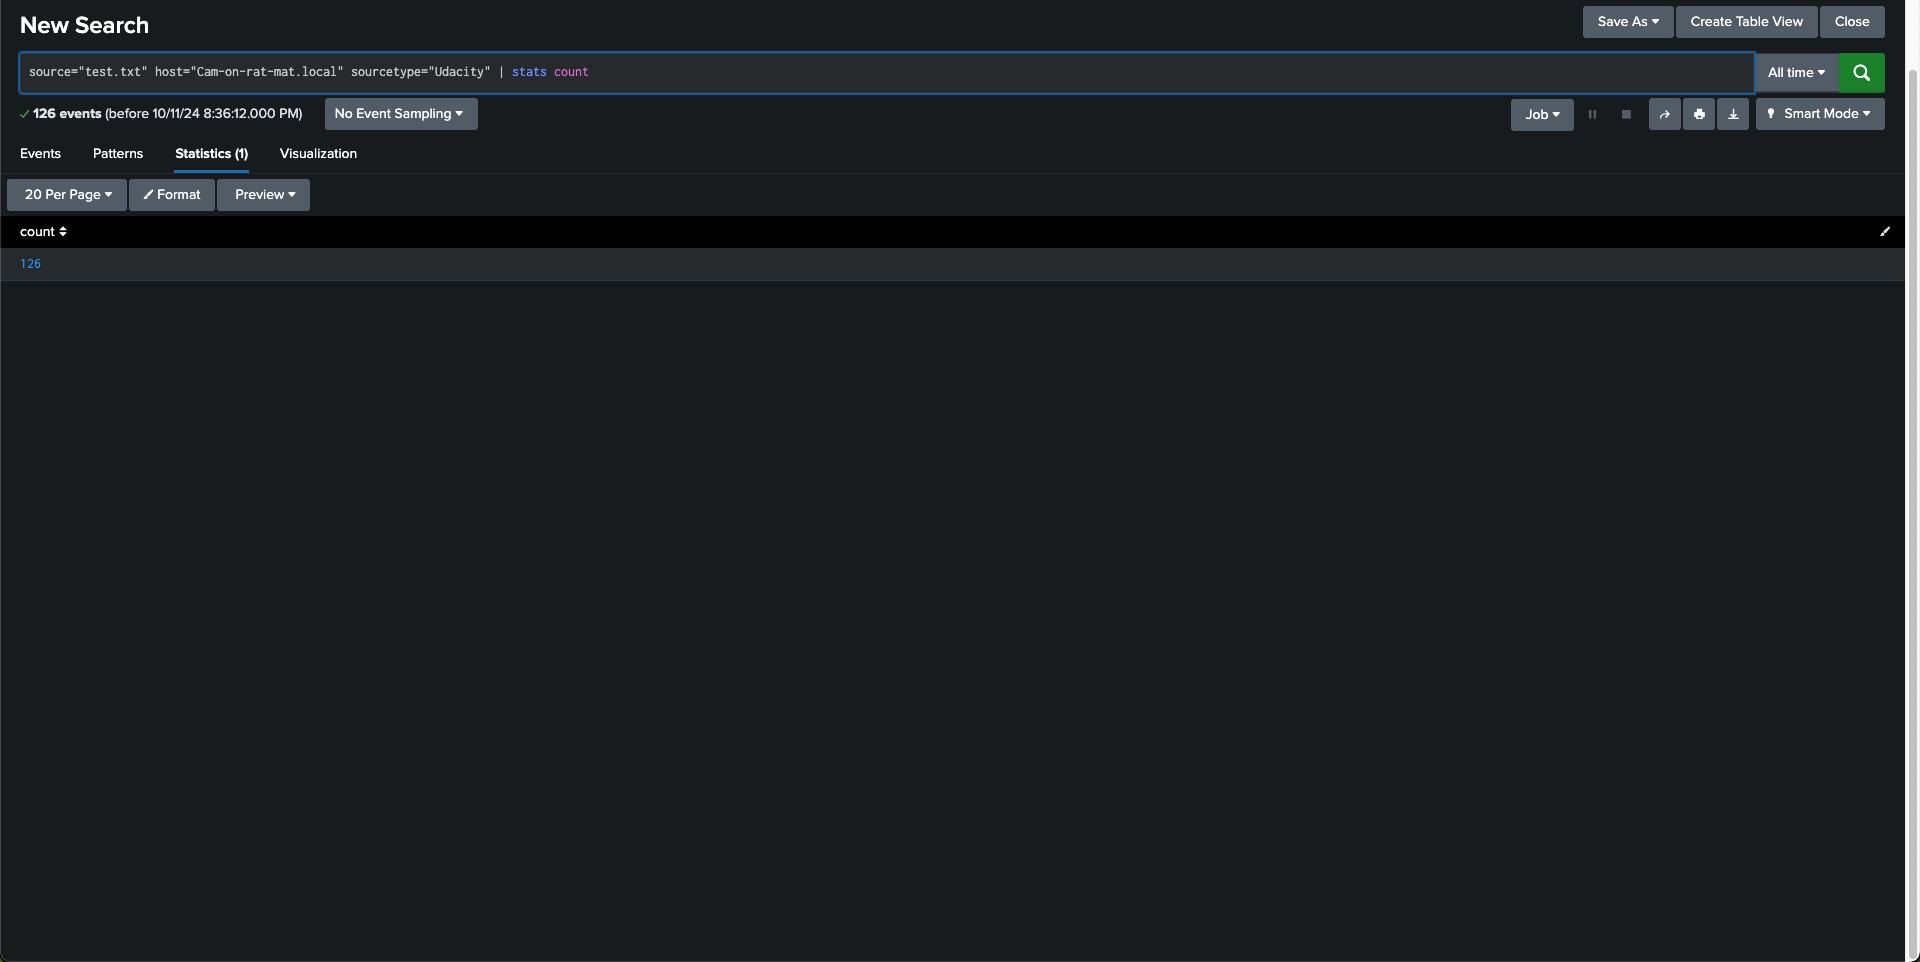 New Search
Save As Create Table View Close
source="test.txt" host="Cam-on-rat-mat.local" sourcetype="Udacity" | stats count
All time
126 events (before 10/11/24 8:36:12.000 PM)
No Event Sampling
Job
Smart Mode
Events Patterns Statistics (1) Visualization
20 Per Page Format Preview
count
126